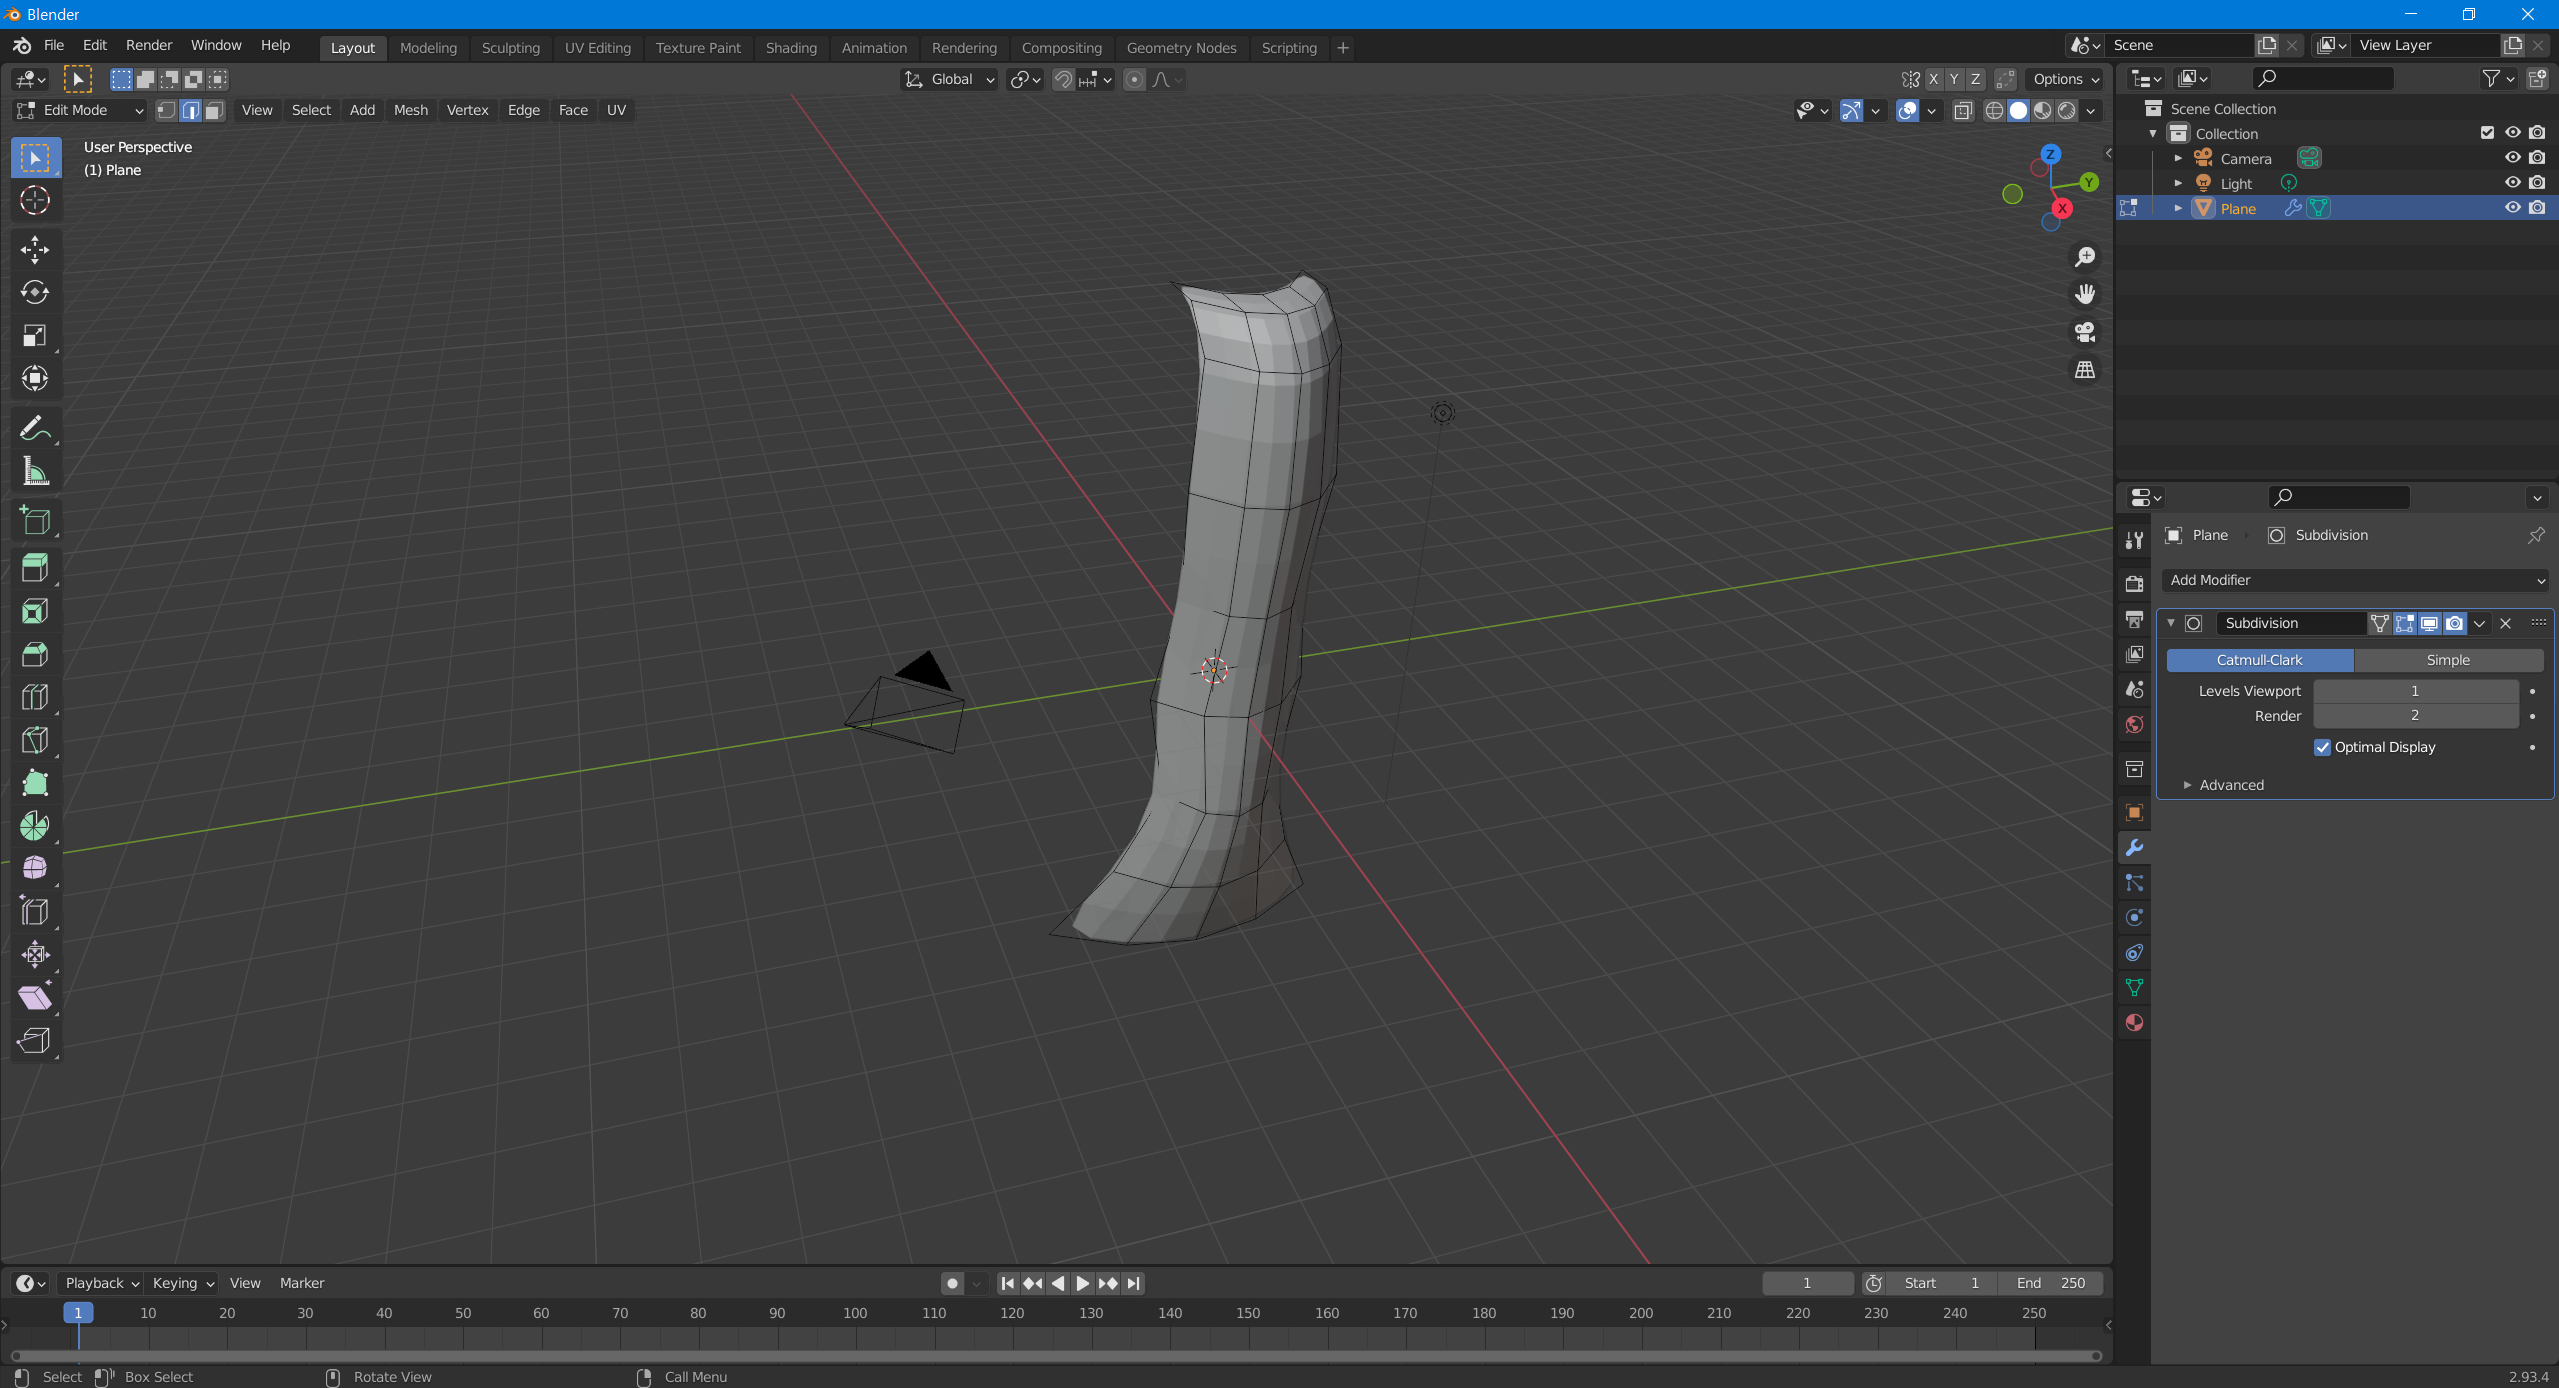 Blender
File Edit Render Window Help Layout Modeling Sculpting UV Editing Texture Paint Shading Animation Rendering Compositing Geometry Nodes Scripting + Scene View Layer
Global X Y Z Options
Edit Mode View Select Add Mesh Vertex Edge Face UV
User Perspective
(1) Plane
Z
Y
X
Scene Collection
Collection
Camera
Light
Plane
Plane Subdivision
Add Modifier
Subdivision
Catmull-Clark Simple
Levels Viewport 1
Render 2
Optimal Display
Advanced
Playback Keying View Marker 1 Start 1 End 250
1 10 20 30 40 50 60 70 80 90 100 110 120 130 140 150 160 170 180 190 200 210 220 230 240 250
Select Box Select Rotate View Call Menu 2.93.4